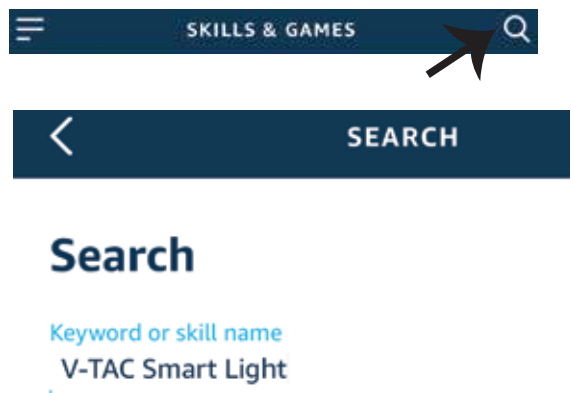 SKILLS & GAMES
SEARCH
Search
Keyword or skill name
V-TAC Smart Light